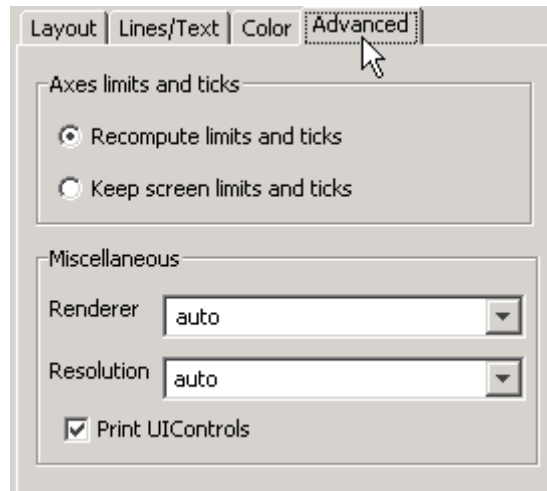 Layout Lines/Text Color Advanced
Axes limits and ticks
Recompute limits and ticks
Keep screen limits and ticks
Miscellaneous
Renderer auto
Resolution auto
Print UIControls